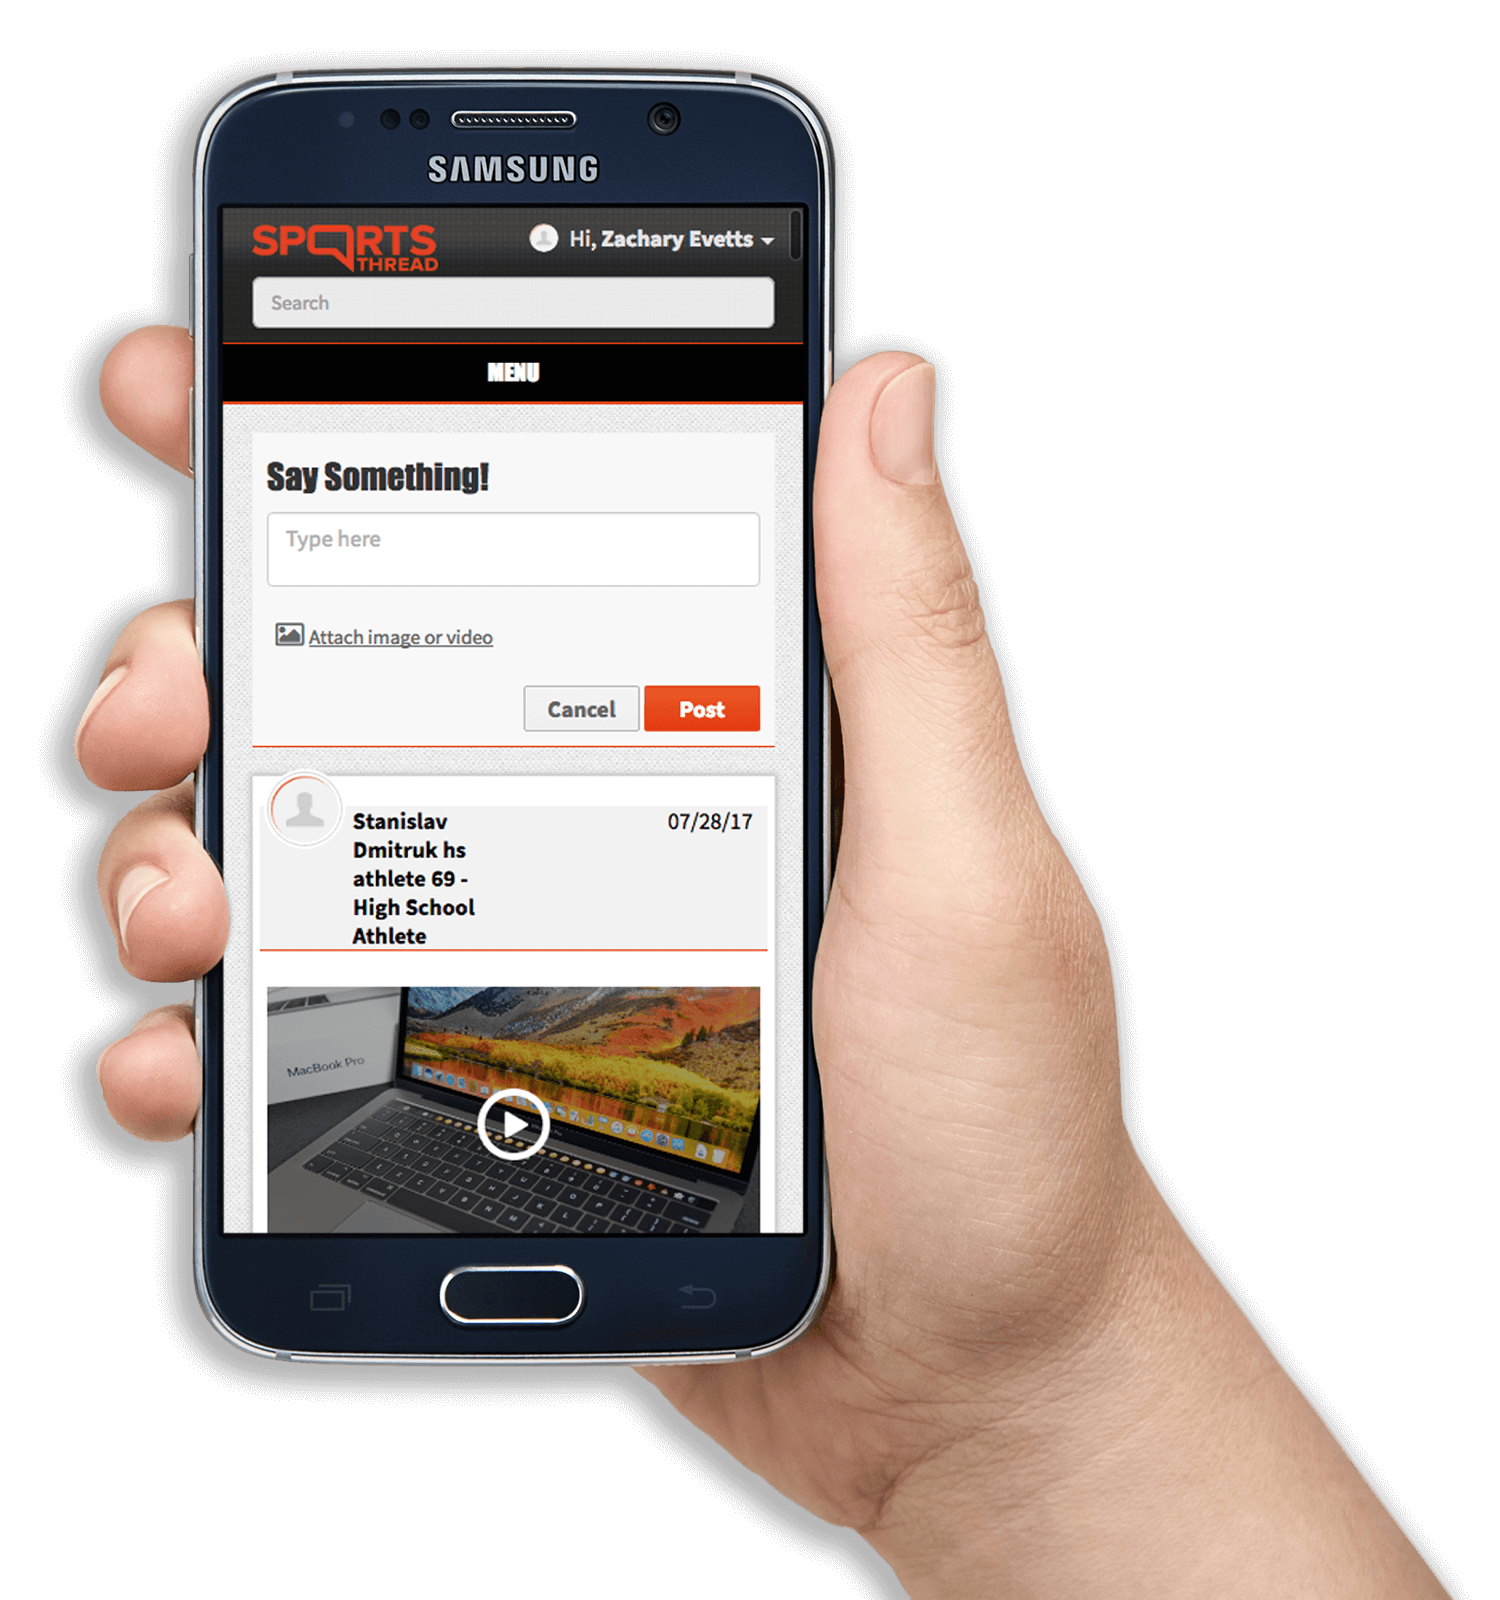 SAMSUNG
SPORTS
THREAD
Hi, Zachary Evetts
Search
MENU
Say Something!
Type here
Attach image or video
Cancel
Post
Stanislav
Dmitruk hs
athlete 69 -
High School
Athlete
07/28/17
MacBook Pro